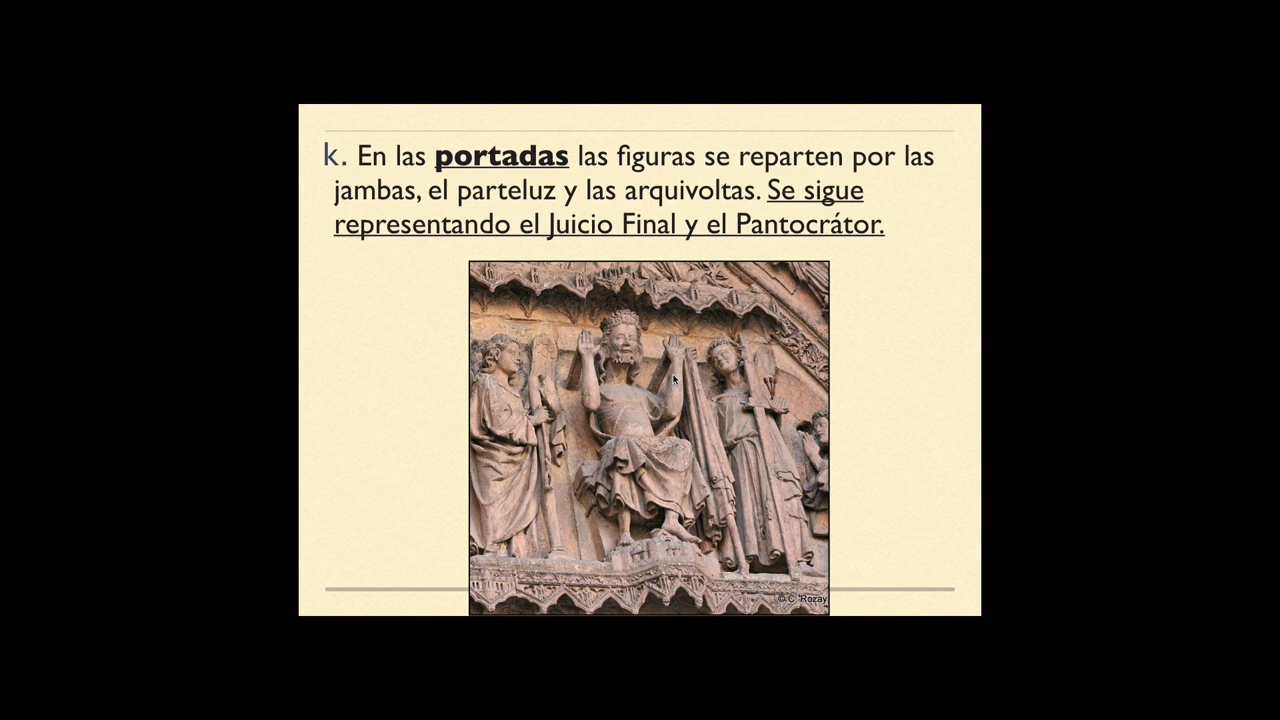 k. En las portadas las figuras se reparten por las
jambas, el parteluz y las arquivoltas. Se sigue
representando el Juicio Final y el Pantocrátor.
© C. Rozay